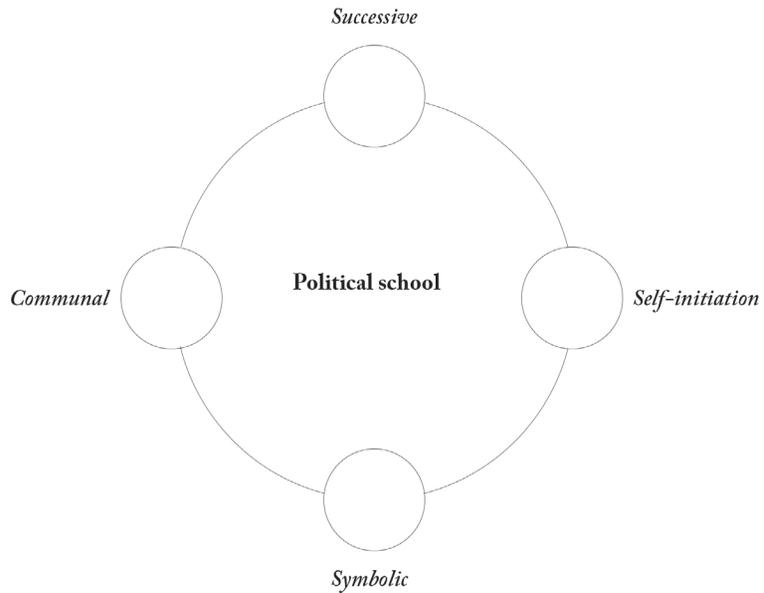 Successive
Political school
Communal
Self-initiation
Symbolic